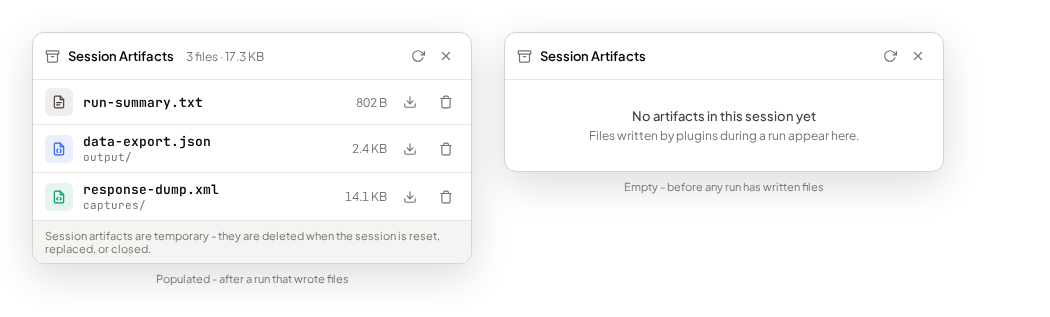 Session Artifacts 3 files · 17.3 KB
run-summary.txt 802 B
data-export.json 2.4 KB
output/
response-dump.xml 14.1 KB
captures/
Session artifacts are temporary - they are deleted when the session is reset,
replaced, or closed.
Populated - after a run that wrote files
Session Artifacts
No artifacts in this session yet
Files written by plugins during a run appear here.
Empty - before any run has written files